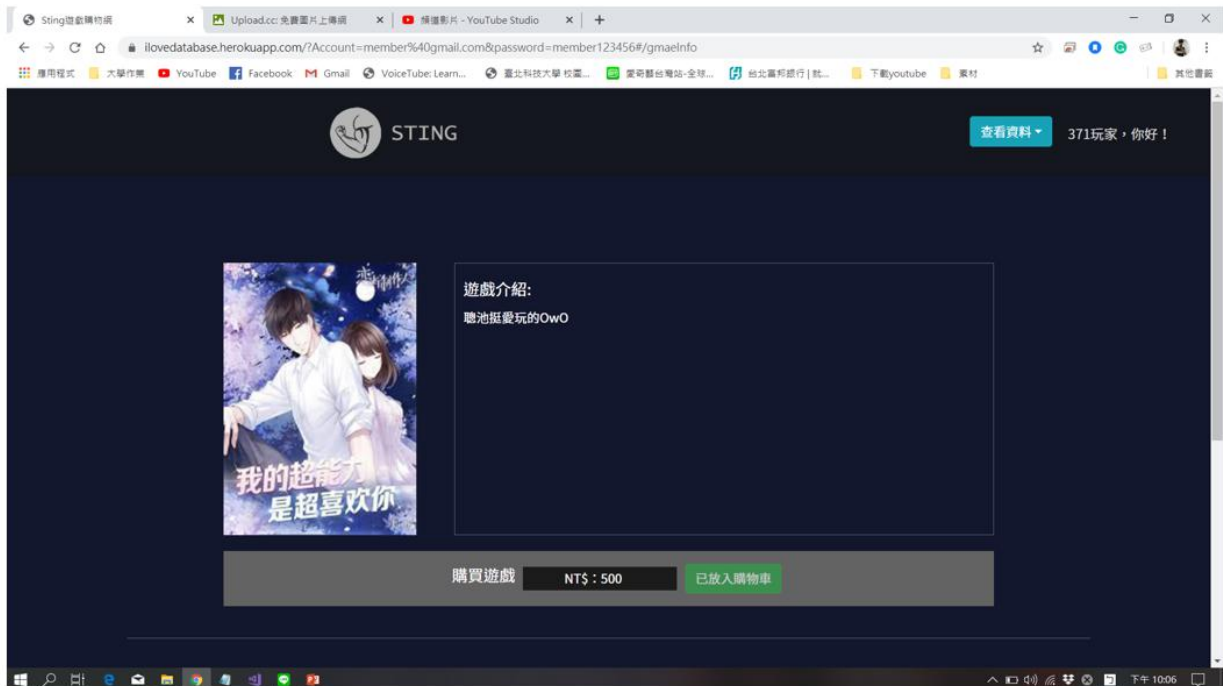 Sting遊戲購物網
Upload.cc: 免費圖片上傳網
頻道影片 - YouTube Studio
ilovedatabase.herokuapp.com/?Account=member%40gmail.com&password=member123456#/gmaeInfo
應用程式
大學作業
YouTube
Facebook
Gmail
VoiceTube: Learn...
臺北科技大學 校園...
愛奇藝台灣站-全球...
台北富邦銀行 | 就...
下載youtube
素材
其他書籤
STING
查看資料
371玩家，你好！
恋与制作人
我的超能力
是超喜欢你
遊戲介紹:
聰池挺愛玩的OwO
購買遊戲
NT$：500
已放入購物車
下午 10:06